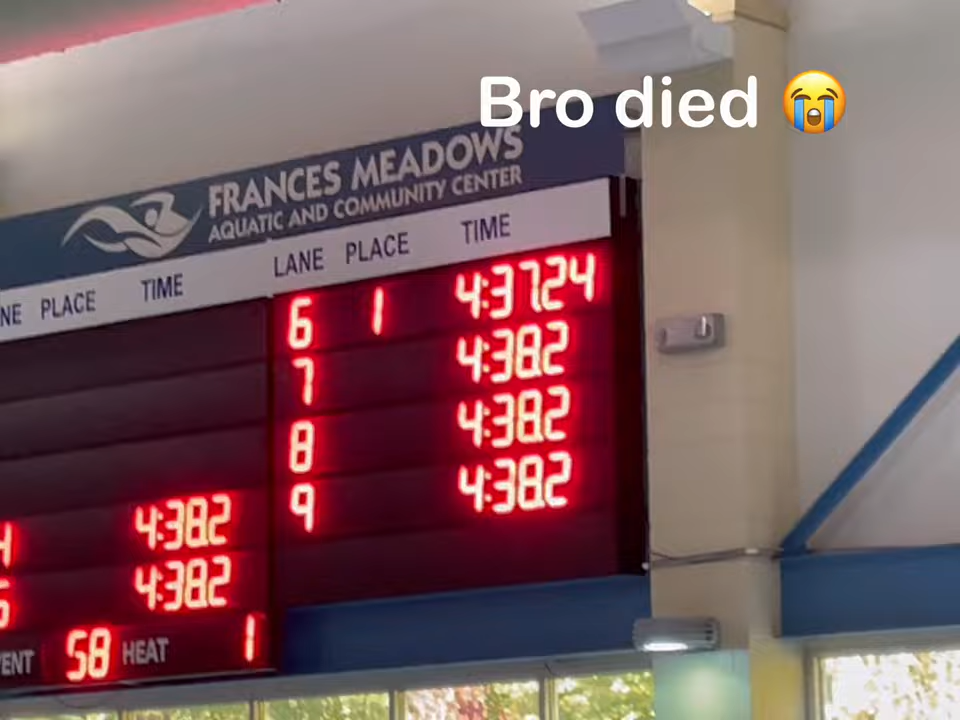 Bro died 😭
FRANCES MEADOWS
AQUATIC AND COMMUNITY CENTER
PLACE TIME LANE PLACE TIME
6 1 4:37.24
7 4:38.2
8 4:38.2
9 4:38.2
4 4:38.2
5 4:38.2
58 HEAT 1